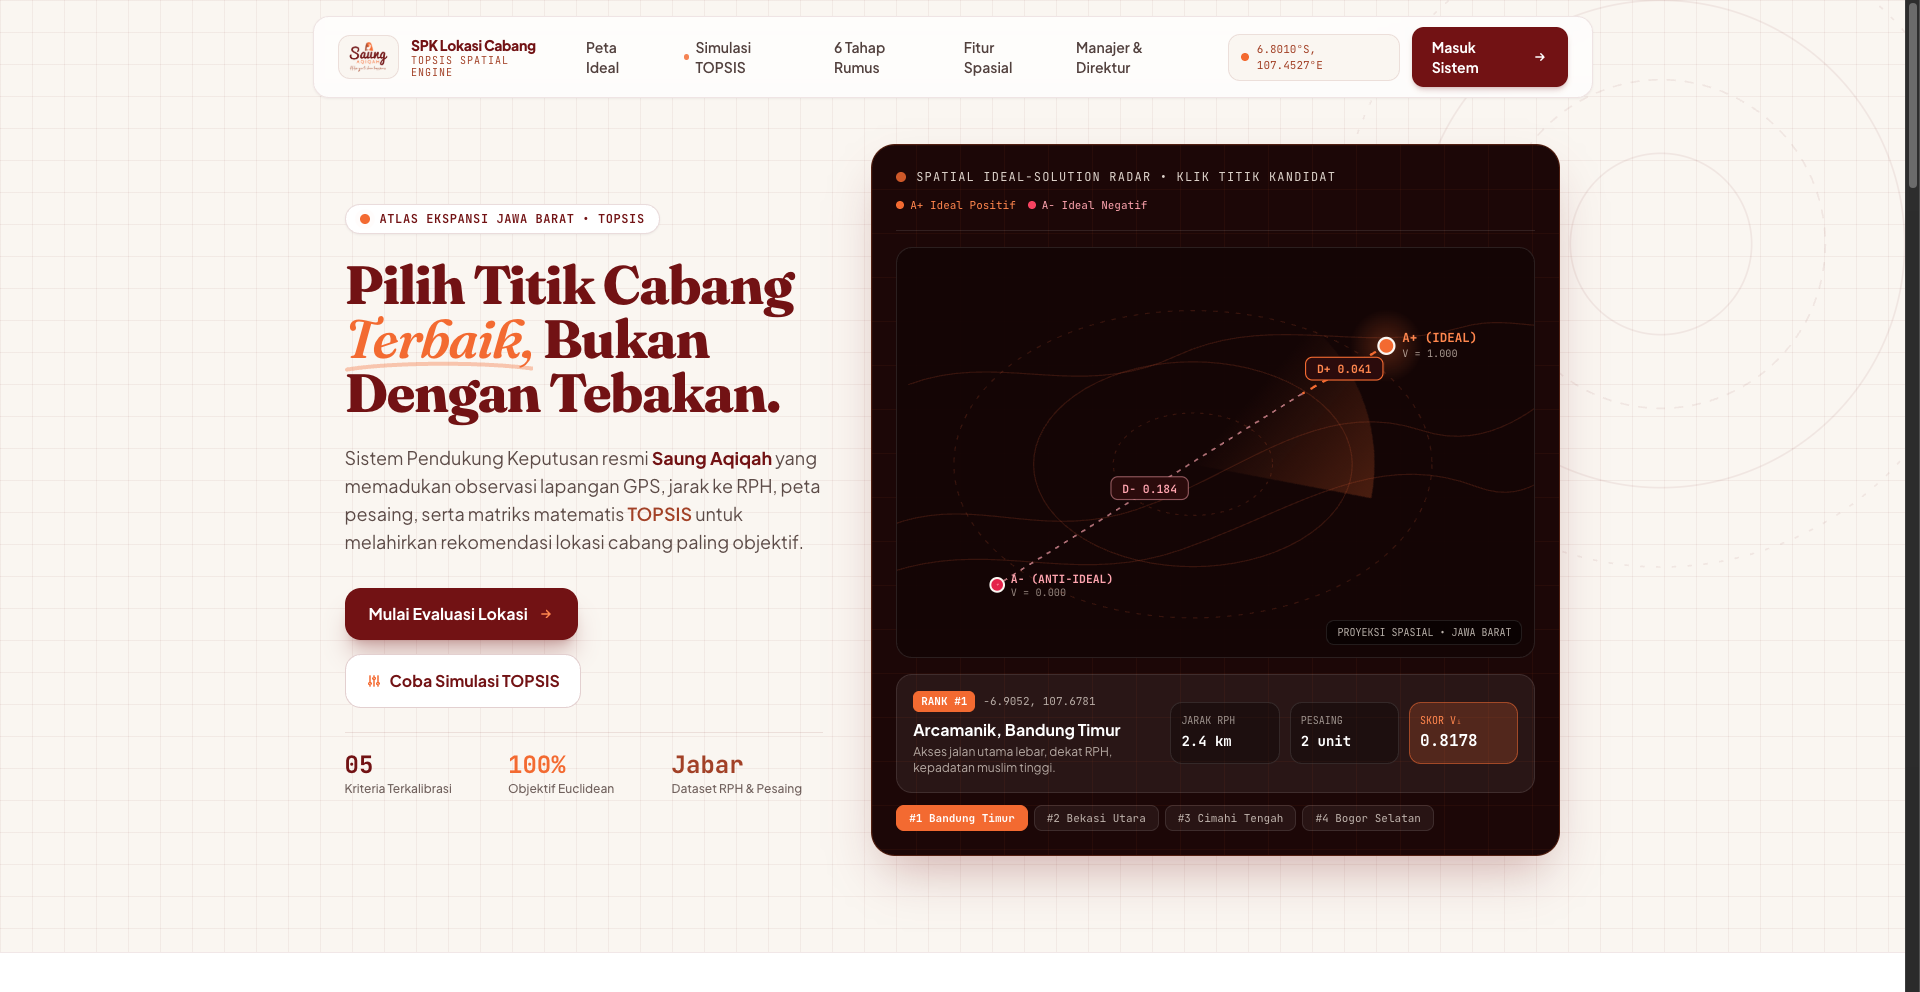 Saung
SPK Lokasi Cabang
TOPSIS SPATIAL
ENGINE
Peta
Ideal
Simulasi
TOPSIS
6 Tahap
Rumus
Fitur
Spasial
Manajer &
Direktur
6.8010°S,
107.4527°E
Masuk
Sistem →
ATLAS EKSPANSI JAWA BARAT • TOPSIS
Pilih Titik Cabang
Terbaik, Bukan
Dengan Tebakan.
Sistem Pendukung Keputusan resmi Saung Aqiqah yang
memadukan observasi lapangan GPS, jarak ke RPH, peta
pesaing, serta matriks matematis TOPSIS untuk
melahirkan rekomendasi lokasi cabang paling objektif.
Mulai Evaluasi Lokasi →
Coba Simulasi TOPSIS
05
Kriteria Terkalibrasi
100%
Objektif Euclidean
Jabar
Dataset RPH & Pesaing
SPATIAL IDEAL-SOLUTION RADAR • KLIK TITIK KANDIDAT
A+ Ideal Positif
A- Ideal Negatif
A+ (IDEAL)
V = 1.000
D+ 0.041
D- 0.184
A- (ANTI-IDEAL)
V = 0.000
PROYEKSI SPASIAL • JAWA BARAT
RANK #1 -6.9052, 107.6781
Arcamanik, Bandung Timur
Akses jalan utama lebar, dekat RPH,
kepadatan muslim tinggi.
JARAK RPH
2.4 km
PESAING
2 unit
SKOR Vᵢ
0.8178
#1 Bandung Timur
#2 Bekasi Utara
#3 Cimahi Tengah
#4 Bogor Selatan